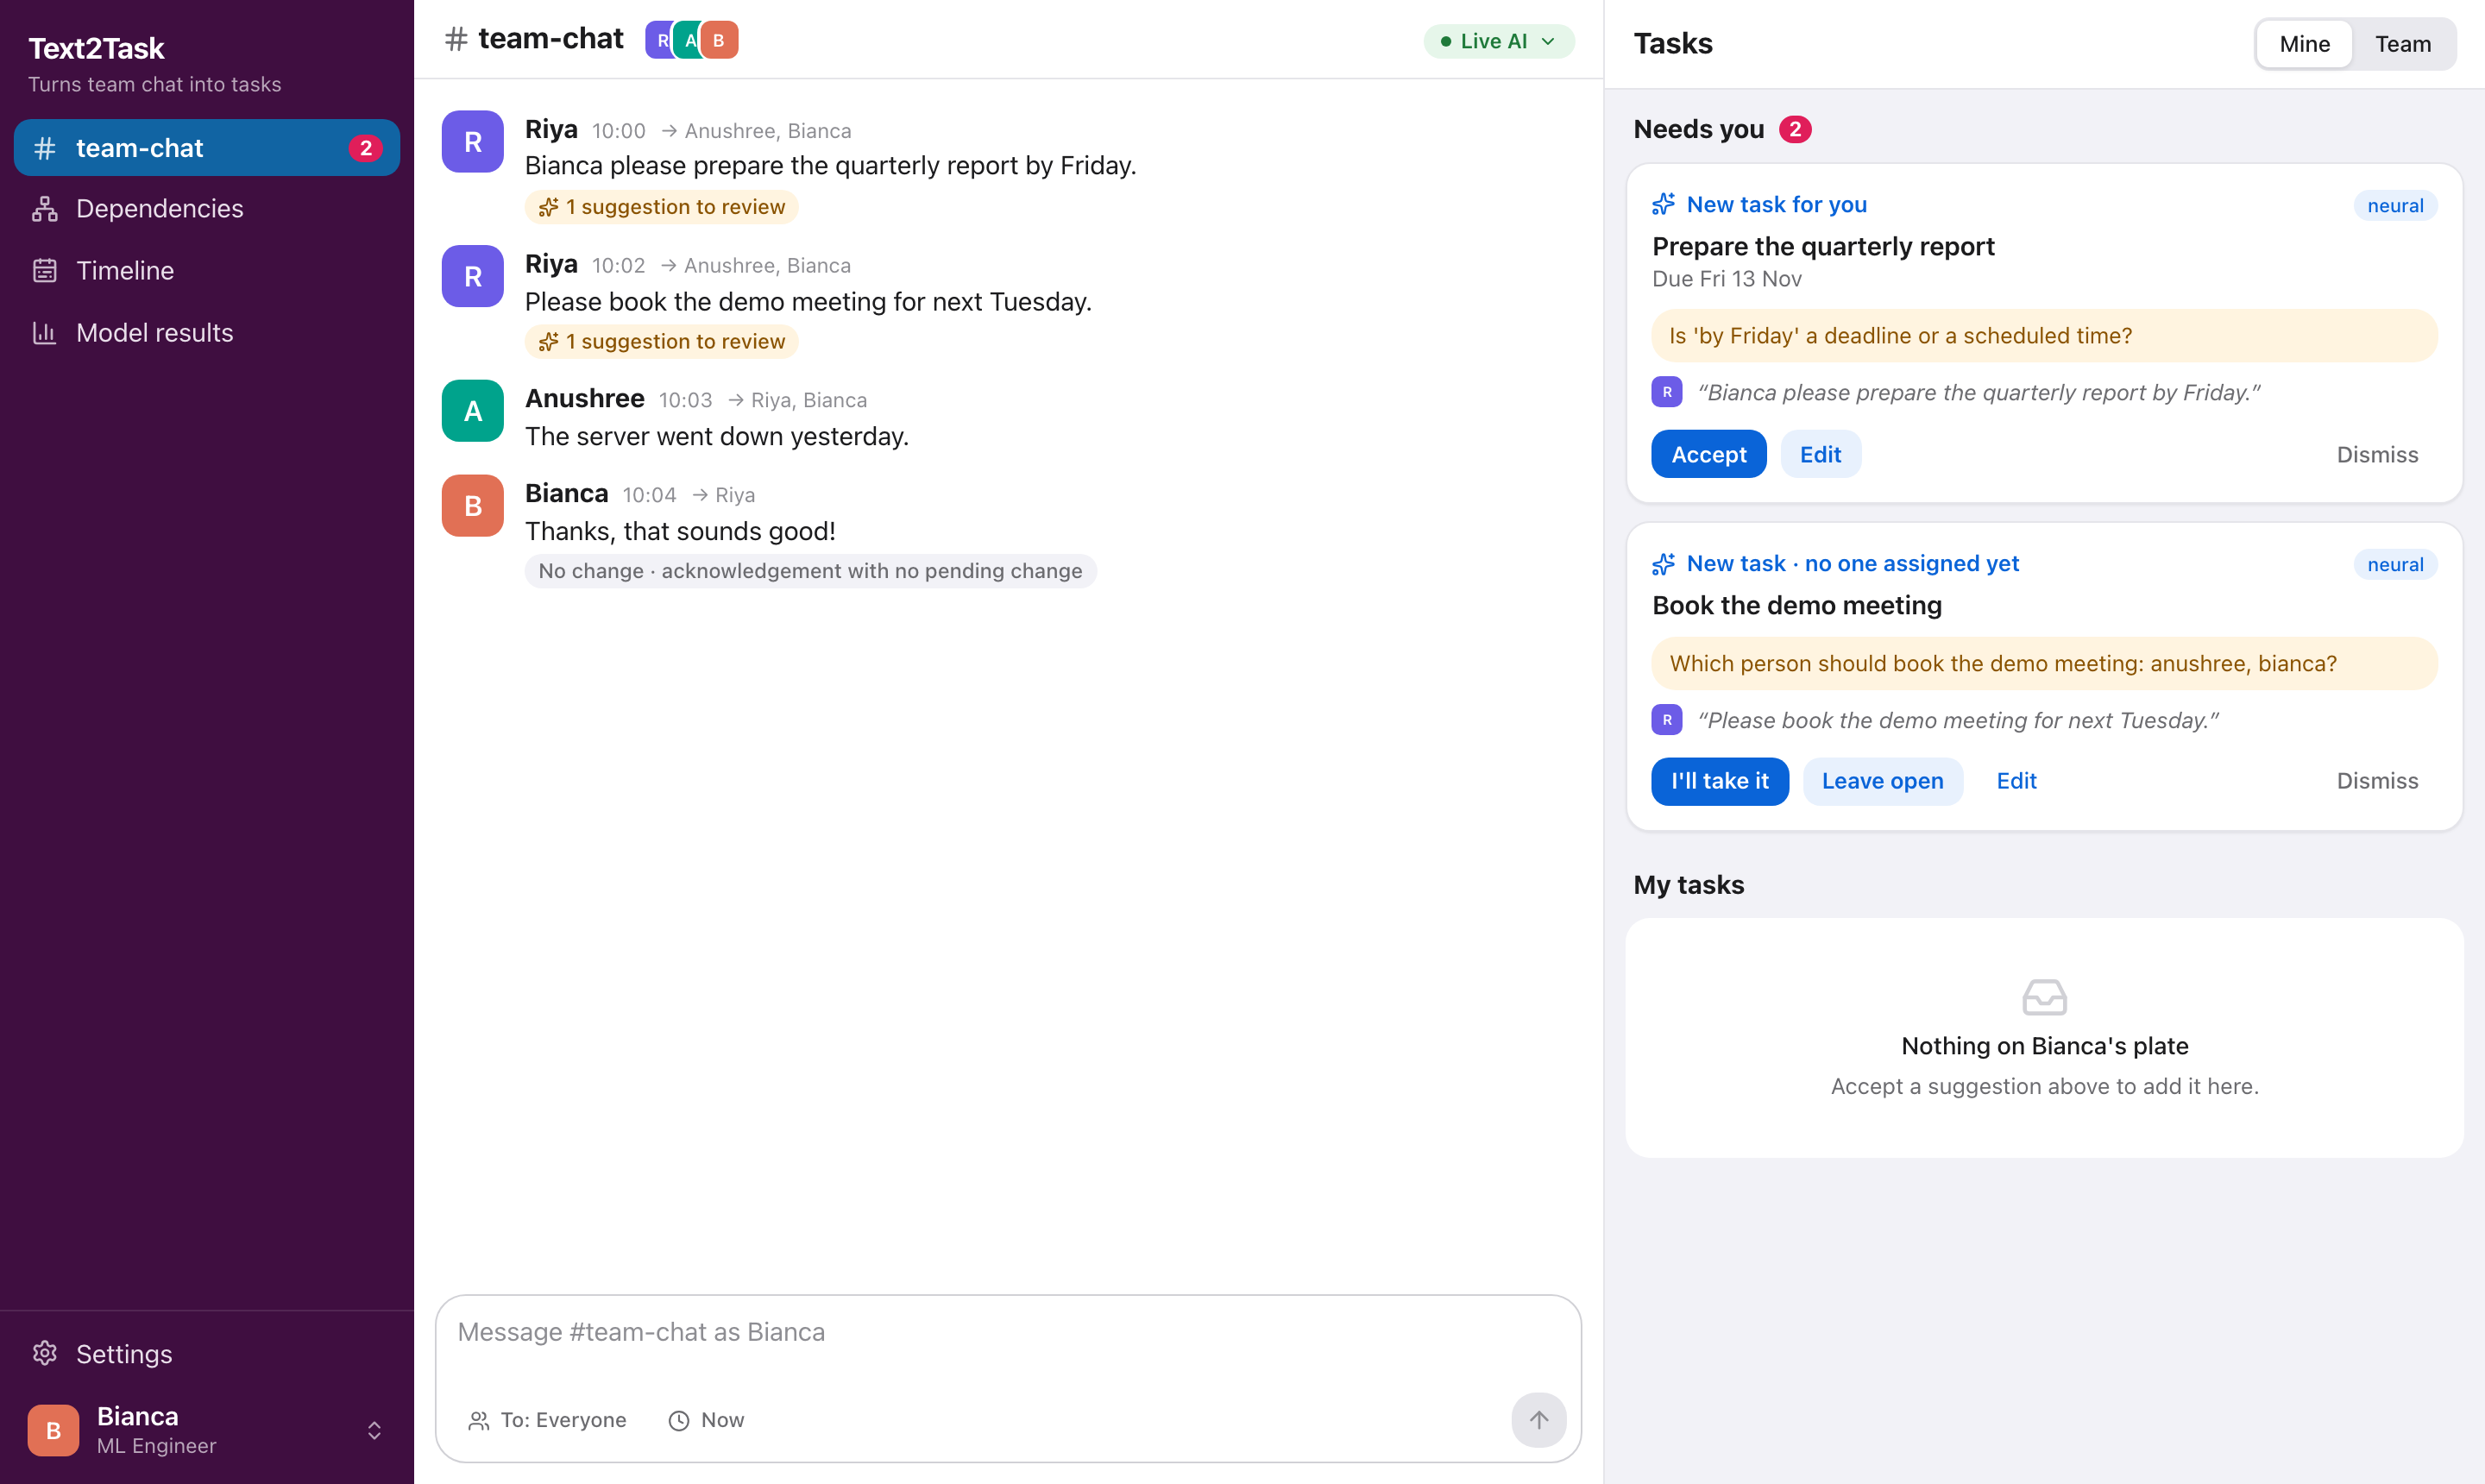 Text2Task
Turns team chat into tasks
# team-chat 2
Dependencies
Timeline
Model results
Settings
B
Bianca
ML Engineer
# team-chat
R A B
Live AI
R
Riya 10:00 → Anushree, Bianca
Bianca please prepare the quarterly report by Friday.
1 suggestion to review
R
Riya 10:02 → Anushree, Bianca
Please book the demo meeting for next Tuesday.
1 suggestion to review
A
Anushree 10:03 → Riya, Bianca
The server went down yesterday.
B
Bianca 10:04 → Riya
Thanks, that sounds good!
No change · acknowledgement with no pending change
Message #team-chat as Bianca
To: Everyone
Now
Tasks
Mine Team
Needs you 2
New task for you
neural
Prepare the quarterly report
Due Fri 13 Nov
Is 'by Friday' a deadline or a scheduled time?
R “Bianca please prepare the quarterly report by Friday.”
Accept Edit Dismiss
New task · no one assigned yet
neural
Book the demo meeting
Which person should book the demo meeting: anushree, bianca?
R “Please book the demo meeting for next Tuesday.”
I'll take it Leave open Edit Dismiss
My tasks
Nothing on Bianca's plate
Accept a suggestion above to add it here.